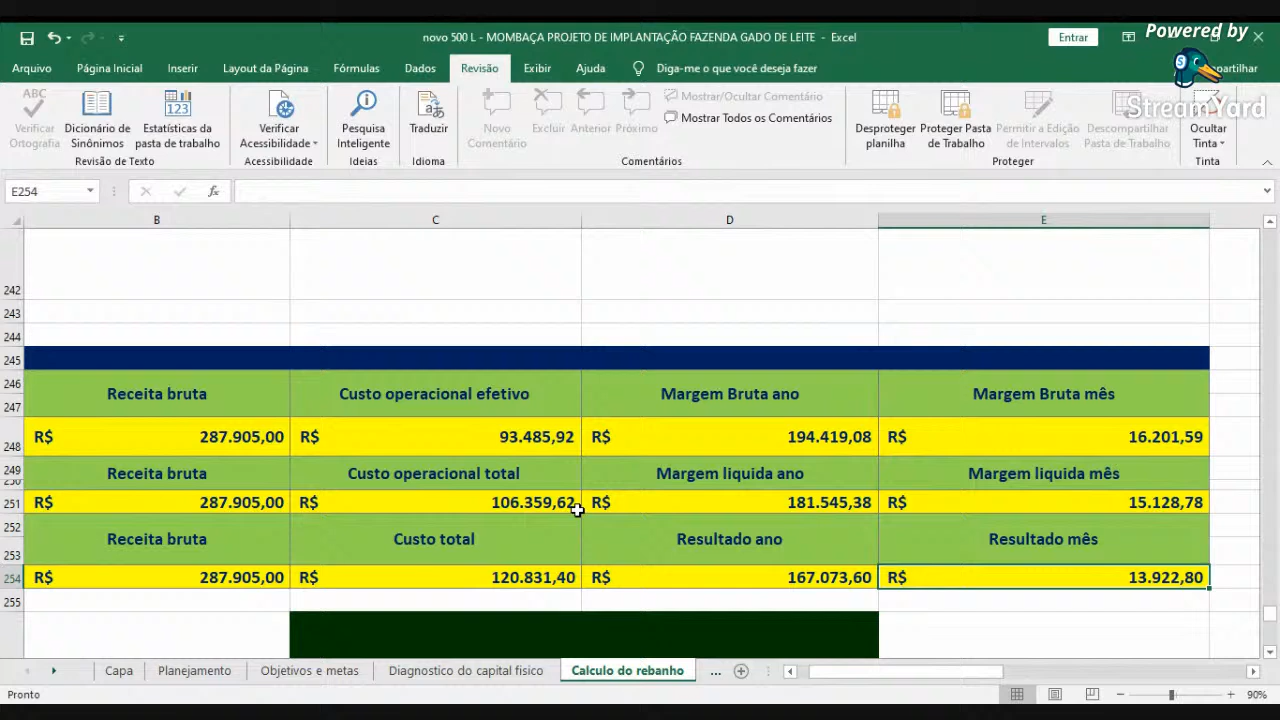 Powered by
StreamYard
novo 500 L - MOMBAÇA PROJETO DE IMPLANTAÇÃO FAZENDA GADO DE LEITE - Excel
Entrar
Arquivo Página Inicial Inserir Layout da Página Fórmulas Dados Revisão Exibir Ajuda Diga-me o que você deseja fazer
Verificar Ortografia
Dicionário de Sinônimos
Estatísticas da pasta de trabalho
Verificar Acessibilidade
Pesquisa Inteligente
Traduzir
Novo Comentário
Excluir Anterior Próximo
Mostrar/Ocultar Comentário
Mostrar Todos os Comentários
Desproteger planilha
Proteger Pasta de Trabalho
Permitir a Edição de Intervalos
Descompartilhar Pasta de Trabalho
Ocultar Tinta
Revisão de Texto Acessibilidade Ideias Idioma Comentários Proteger Tinta
E254 fx
B C D E
242
243
244
245
246
Receita bruta Custo operacional efetivo Margem Bruta ano Margem Bruta mês
247
248 R$ 287.905,00 R$ 93.485,92 R$ 194.419,08 R$ 16.201,59
249 Receita bruta Custo operacional total Margem liquida ano Margem liquida mês
251 R$ 287.905,00 R$ 106.359,62 R$ 181.545,38 R$ 15.128,78
252
Receita bruta Custo total Resultado ano Resultado mês
253
254 R$ 287.905,00 R$ 120.831,40 R$ 167.073,60 R$ 13.922,80
255
Capa Planejamento Objetivos e metas Diagnostico do capital fisico Calculo do rebanho ...
Pronto 90%